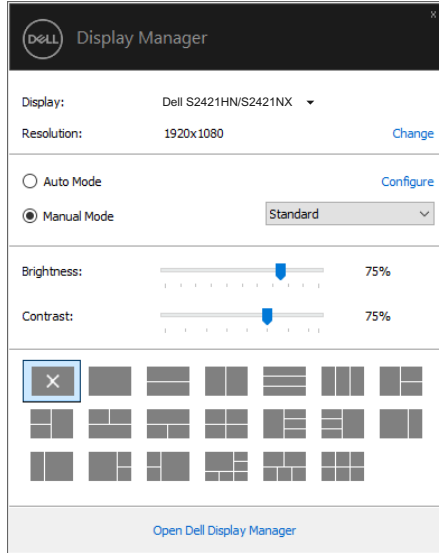 x
DELL Display Manager
Display: Dell S2421HN/S2421NX
Resolution: 1920x1080 Change
Auto Mode Configure
Manual Mode Standard
Brightness: 75%
Contrast: 75%
Open Dell Display Manager